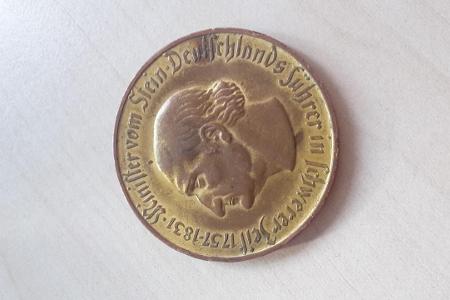 Minister vom Stein·Deutschlands Führer in schwerer Zeit 1757-1831·